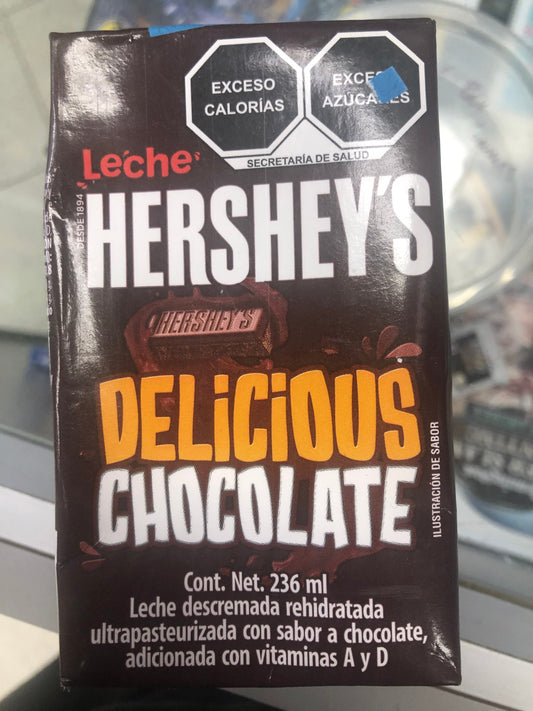 EXCESO
CALORÍAS
EXCESO
AZÚCARES
SECRETARÍA DE SALUD
Leche
DESDE 1894
HERSHEY'S
HERSHEY'S
DELiCiOUS
CHOCOLATE
ILUSTRACIÓN DE SABOR
Cont. Net. 236 ml
Leche descremada rehidratada
ultrapasteurizada con sabor a chocolate,
adicionada con vitaminas A y D